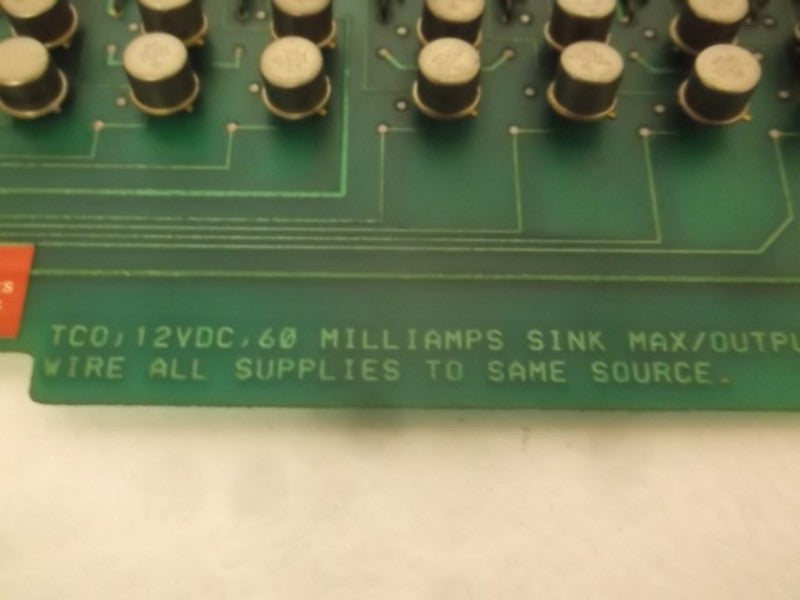 TCO, 12VDC, 60 MILLIAMPS SINK MAX/OUTPU
WIRE ALL SUPPLIES TO SAME SOURCE.